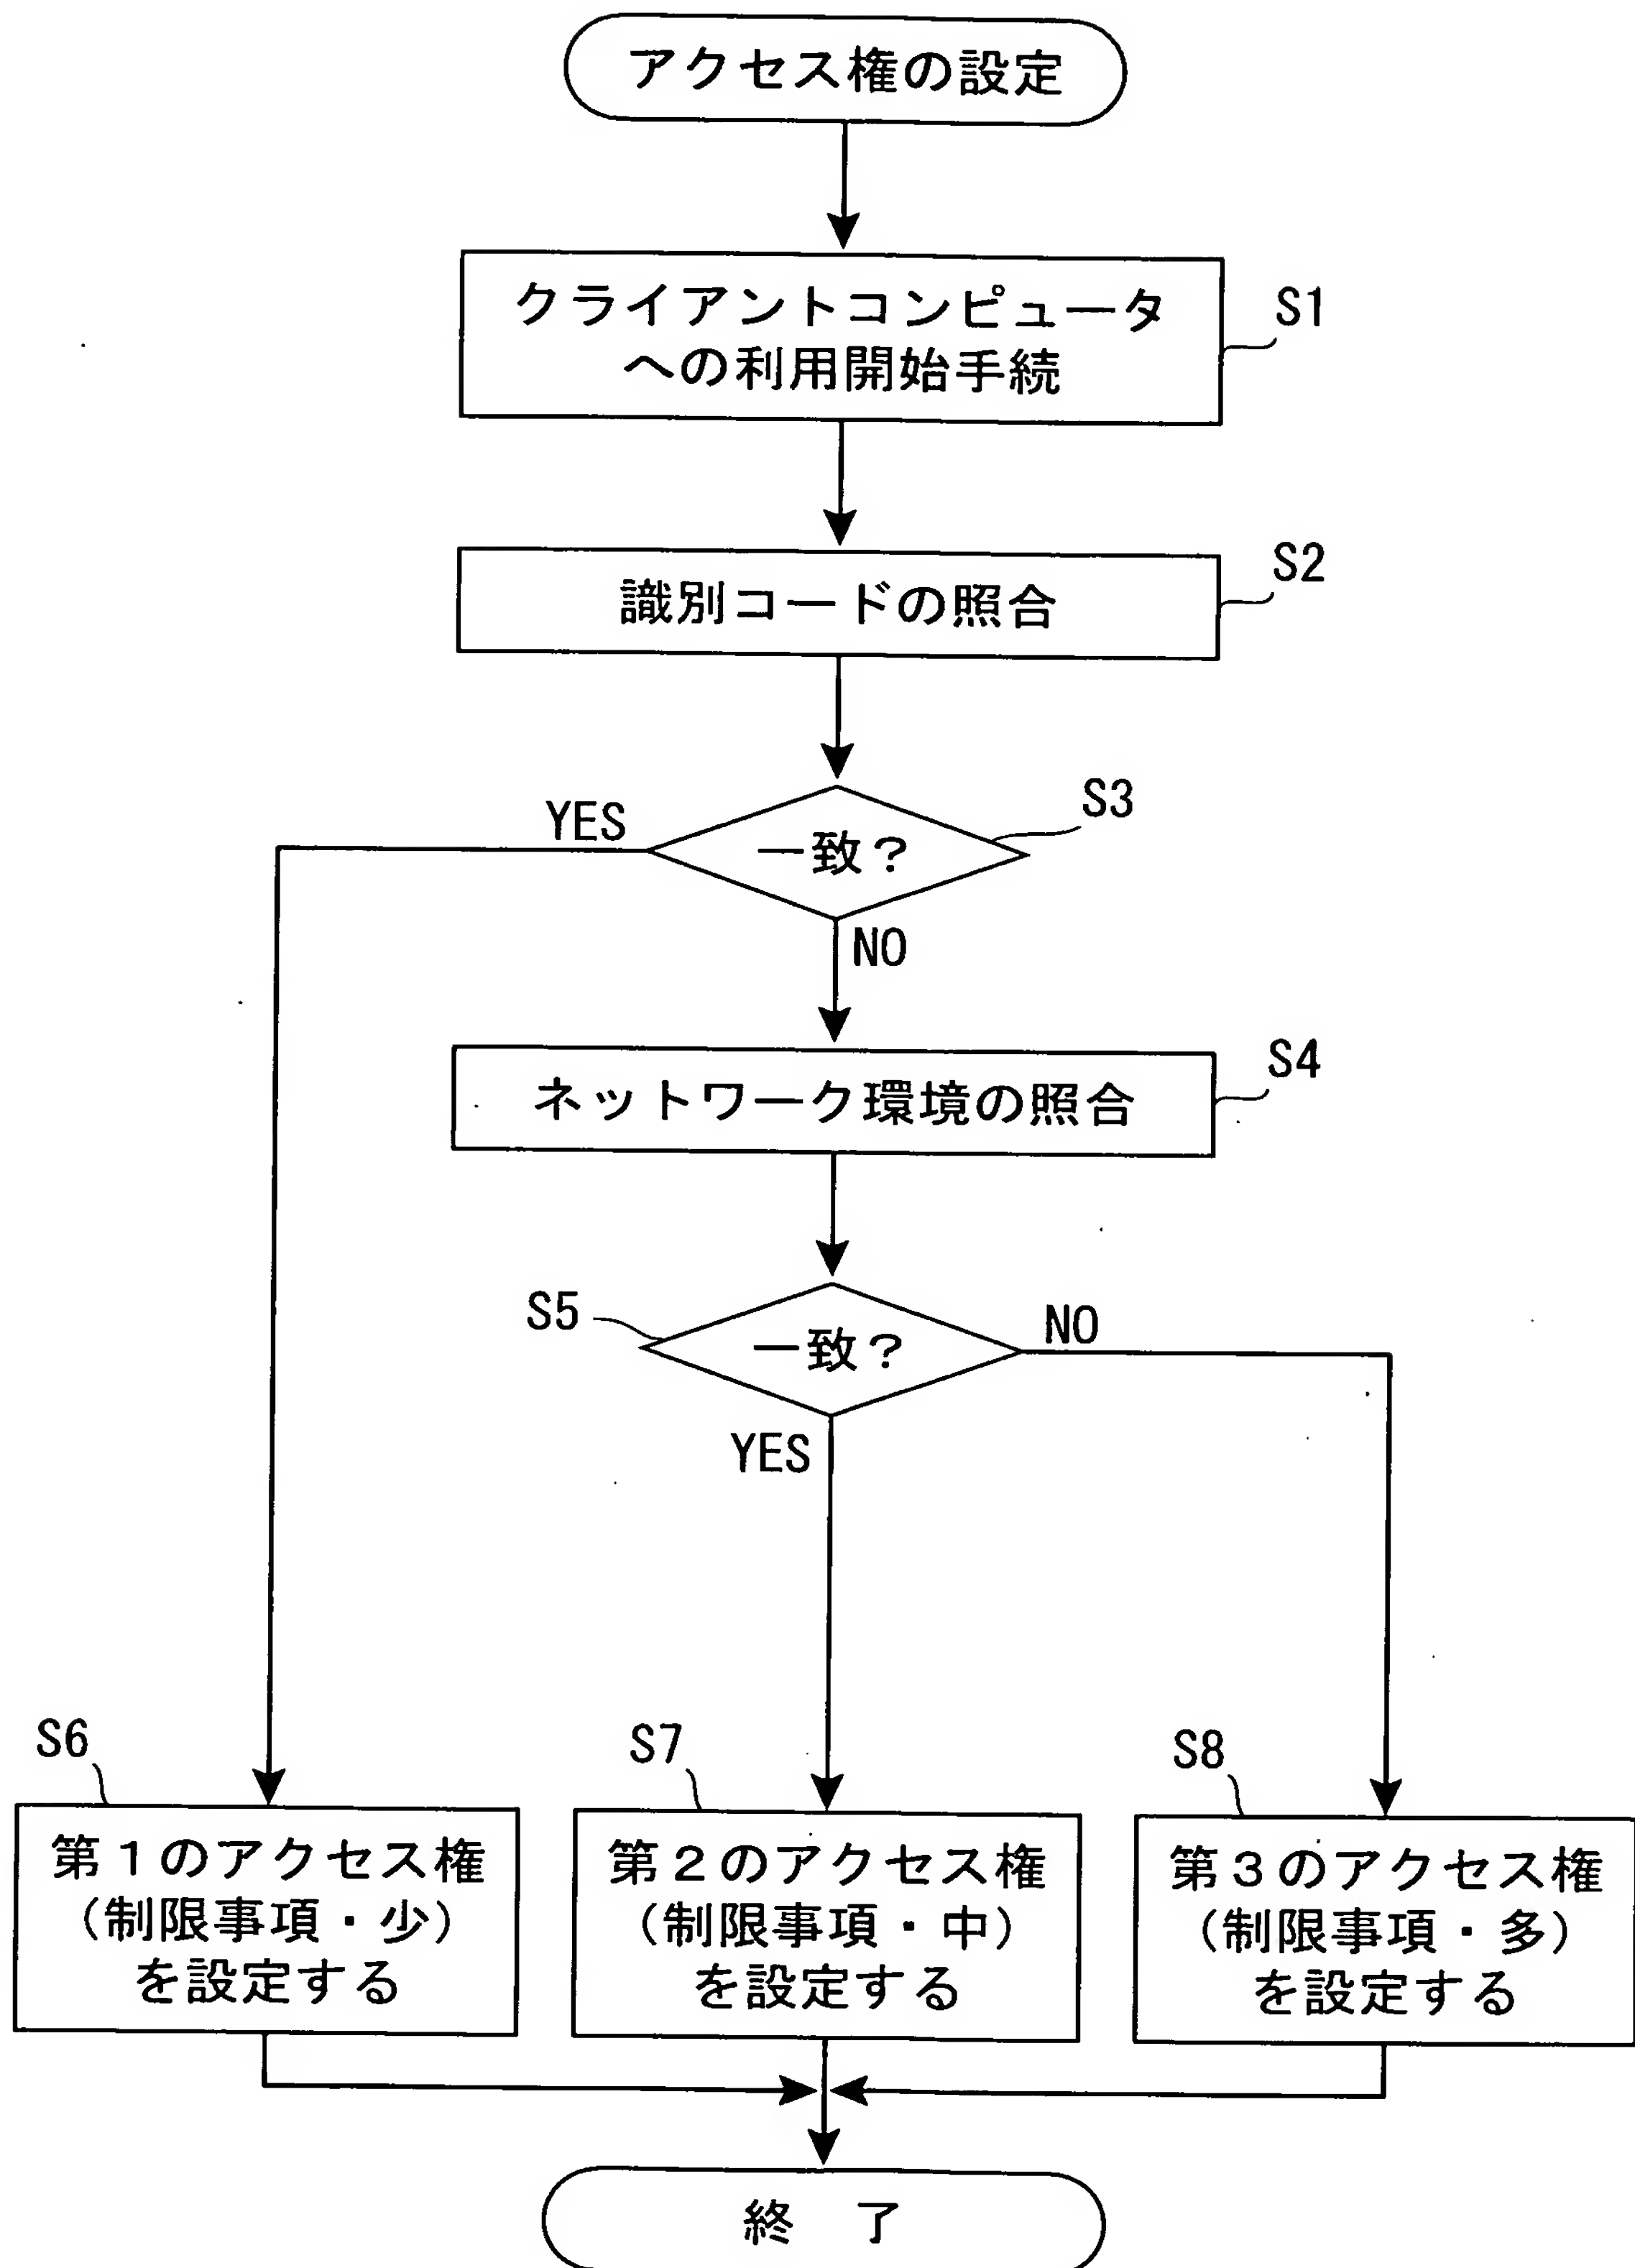 アクセス権の設定
クライアントコンピュータ
への利用開始手続
S1
識別コードの照合
S2
YES
一致?
S3
NO
ネットワーク環境の照合
S4
S5
一致?
NO
YES
S6
第1のアクセス権
(制限事項・少)
を設定する
S7
第2のアクセス権
(制限事項・中)
を設定する
S8
第3のアクセス権
(制限事項・多)
を設定する
終 了